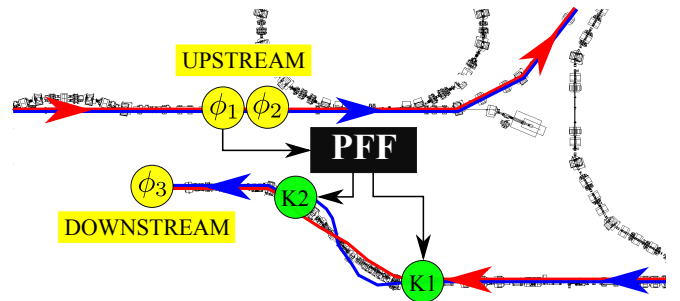 UPSTREAM
ϕ1 ϕ2
PFF
ϕ3
K2
DOWNSTREAM
K1